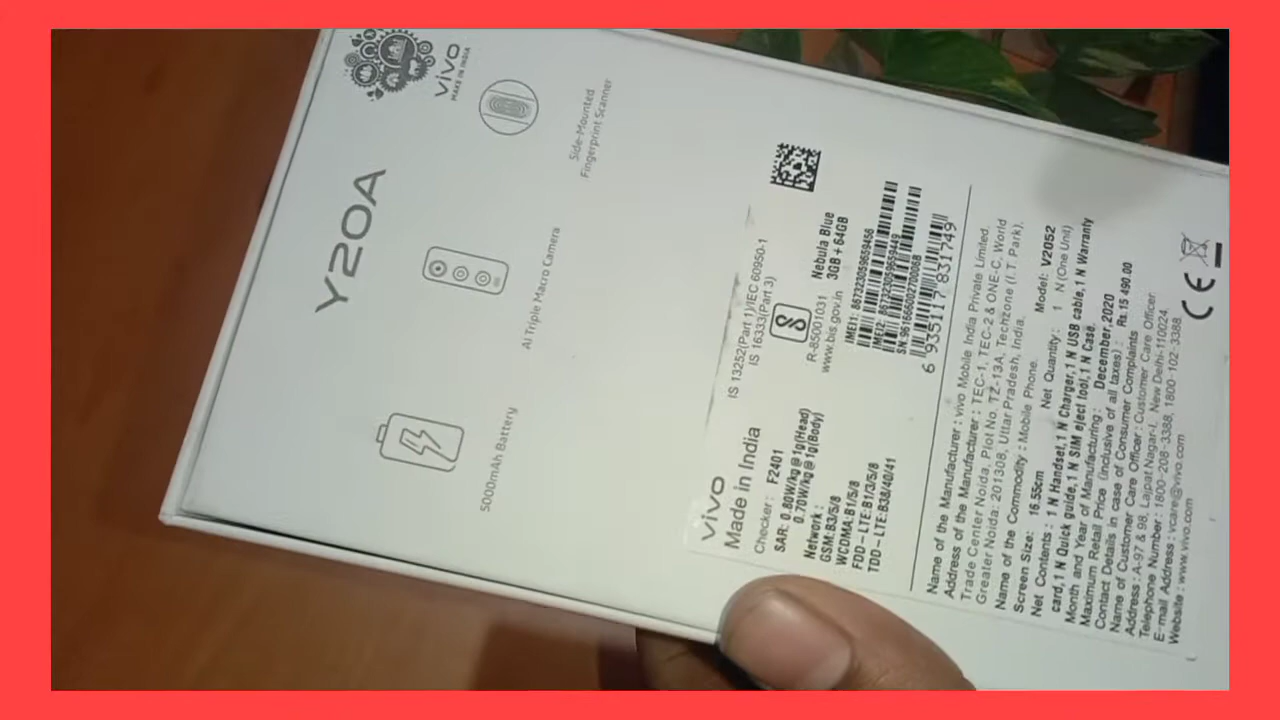 vivo
MAKE IN INDIA
Y20A
Side-Mounted
Fingerprint Scanner
AI Triple Macro Camera
5000mAh Battery
vivo
Made in India
Checker : F2401
SAR: 0.80W/kg@1g(Head)
0.70W/kg@1g(Body)
Network :
GSM:B3/5/8
WCDMA:B1/5/8
FDD-LTE:B1/3/5/8
TDD-LTE:B38/40/41
IS 13252(Part 1)/IEC 60950-1
IS 16333(Part 3)
R-85001031
www.bis.gov.in
Nebula Blue
3GB+64GB
IMEI1: 867323059659456
IMEI2: 867323059659449
6 935117 831749
Name of the Manufacturer : vivo Mobile India Private Limited.
Address of the Manufacturer : TEC-1, TEC-2 & ONE-C, World
Trade Center Noida, Plot No. TZ-13A, Techzone (I.T. Park),
Greater Noida: 201308, Uttar Pradesh, India.
Name of the Commodity : Mobile Phone.
Screen Size: 16.55cm Model: V2052
Net Quantity : 1 N (One Unit)
Net Contents : 1 N Handset,1 N Charger,1 N USB cable,1 N Warranty
card,1 N Quick guide,1 N SIM eject tool,1 N Case.
Month and Year of Manufacturing : December,2020
Maximum Retail Price (inclusive of all taxes) : Rs.15 490.00
Contact Details in case of Consumer Complaints
Name of Customer Care Officer : Customer Care Officer
Address : A-97 & 98, Lajpat Nagar-I, New Delhi-110024.
Telephone Number : 1800-208-3388, 1800-102-3388.
E-mail Address : vcare@vivo.com
Website : www.vivo.com
CE